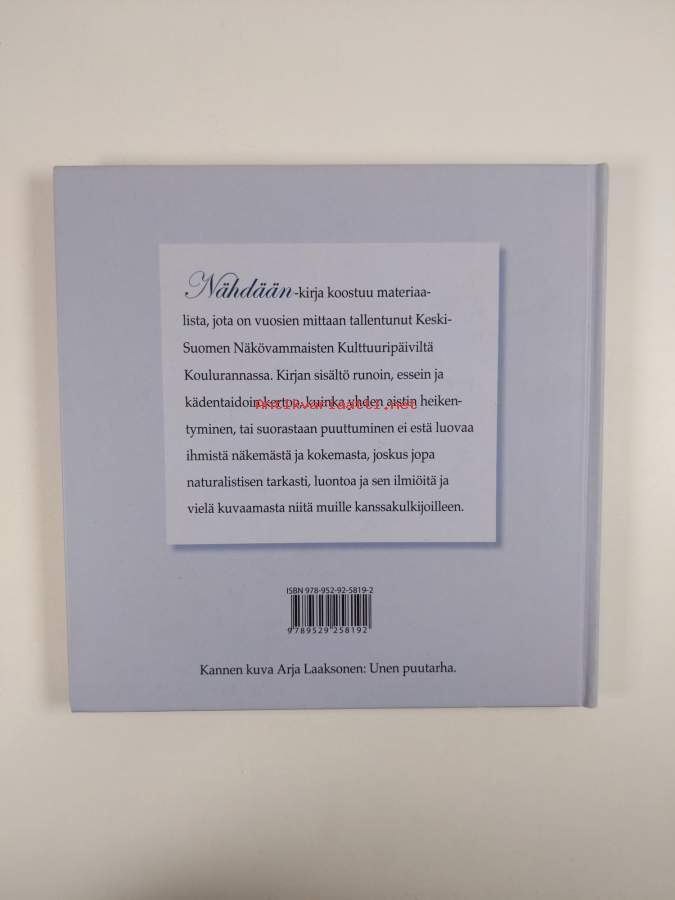 Nähdään-kirja koostuu materiaa-
lista, jota on vuosien mittaan tallentunut Keski-
Suomen Näkövammaisten Kulttuuripäiviltä
Koulurannassa. Kirjan sisältö runoin, essein ja
kädentaidoin kertoo, kuinka yhden aistin heiken-
Antikvariaatti.net
tyminen, tai suorastaan puuttuminen ei estä luovaa
ihmistä näkemästä ja kokemasta, joskus jopa
naturalistisen tarkasti, luontoa ja sen ilmiöitä ja
vielä kuvaamasta niitä muille kanssakulkijoilleen.
ISBN 978-952-92-5819-2
9789529258192
Kannen kuva Arja Laaksonen: Unen puutarha.